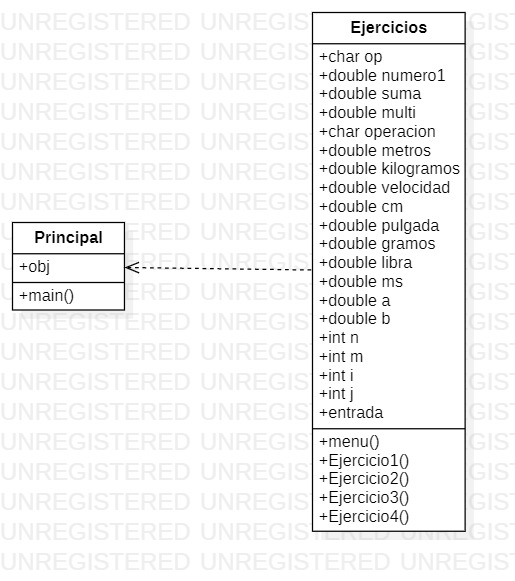 Ejercicios
+char op
+double numero1
+double suma
+double multi
+char operacion
+double metros
+double kilogramos
+double velocidad
+double cm
+double pulgada
+double gramos
+double libra
+double ms
+double a
+double b
+int n
+int m
+int i
+int j
+entrada
+menu()
+Ejercicio1()
+Ejercicio2()
+Ejercicio3()
+Ejercicio4()
Principal
+obj
+main()
UNREGISTERED UNREGISTERED UNREGISTERED